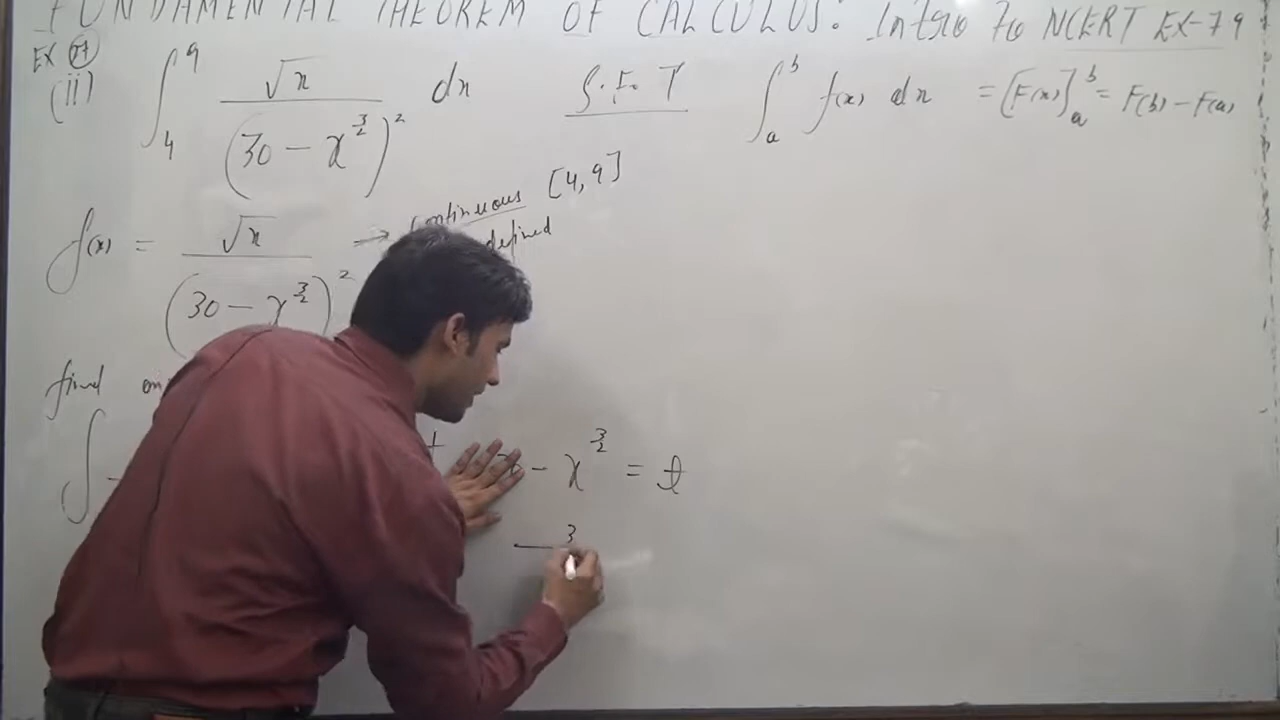 FUNDAMENTAL THEOREM OF CALCULUS: Intro to NCERT EX-7.9
EX 27
(ii) ∫₄⁹ √x / (30 − x^{3/2})² dx
S.F.T ∫ₐᵇ f(x) dx = [F(x)]ₐᵇ = F(b) − F(a)
f(x) = √x / (30 − x^{3/2})² → Continuous [4, 9]
defined
find
∫
− x^{3/2} = t
− 3